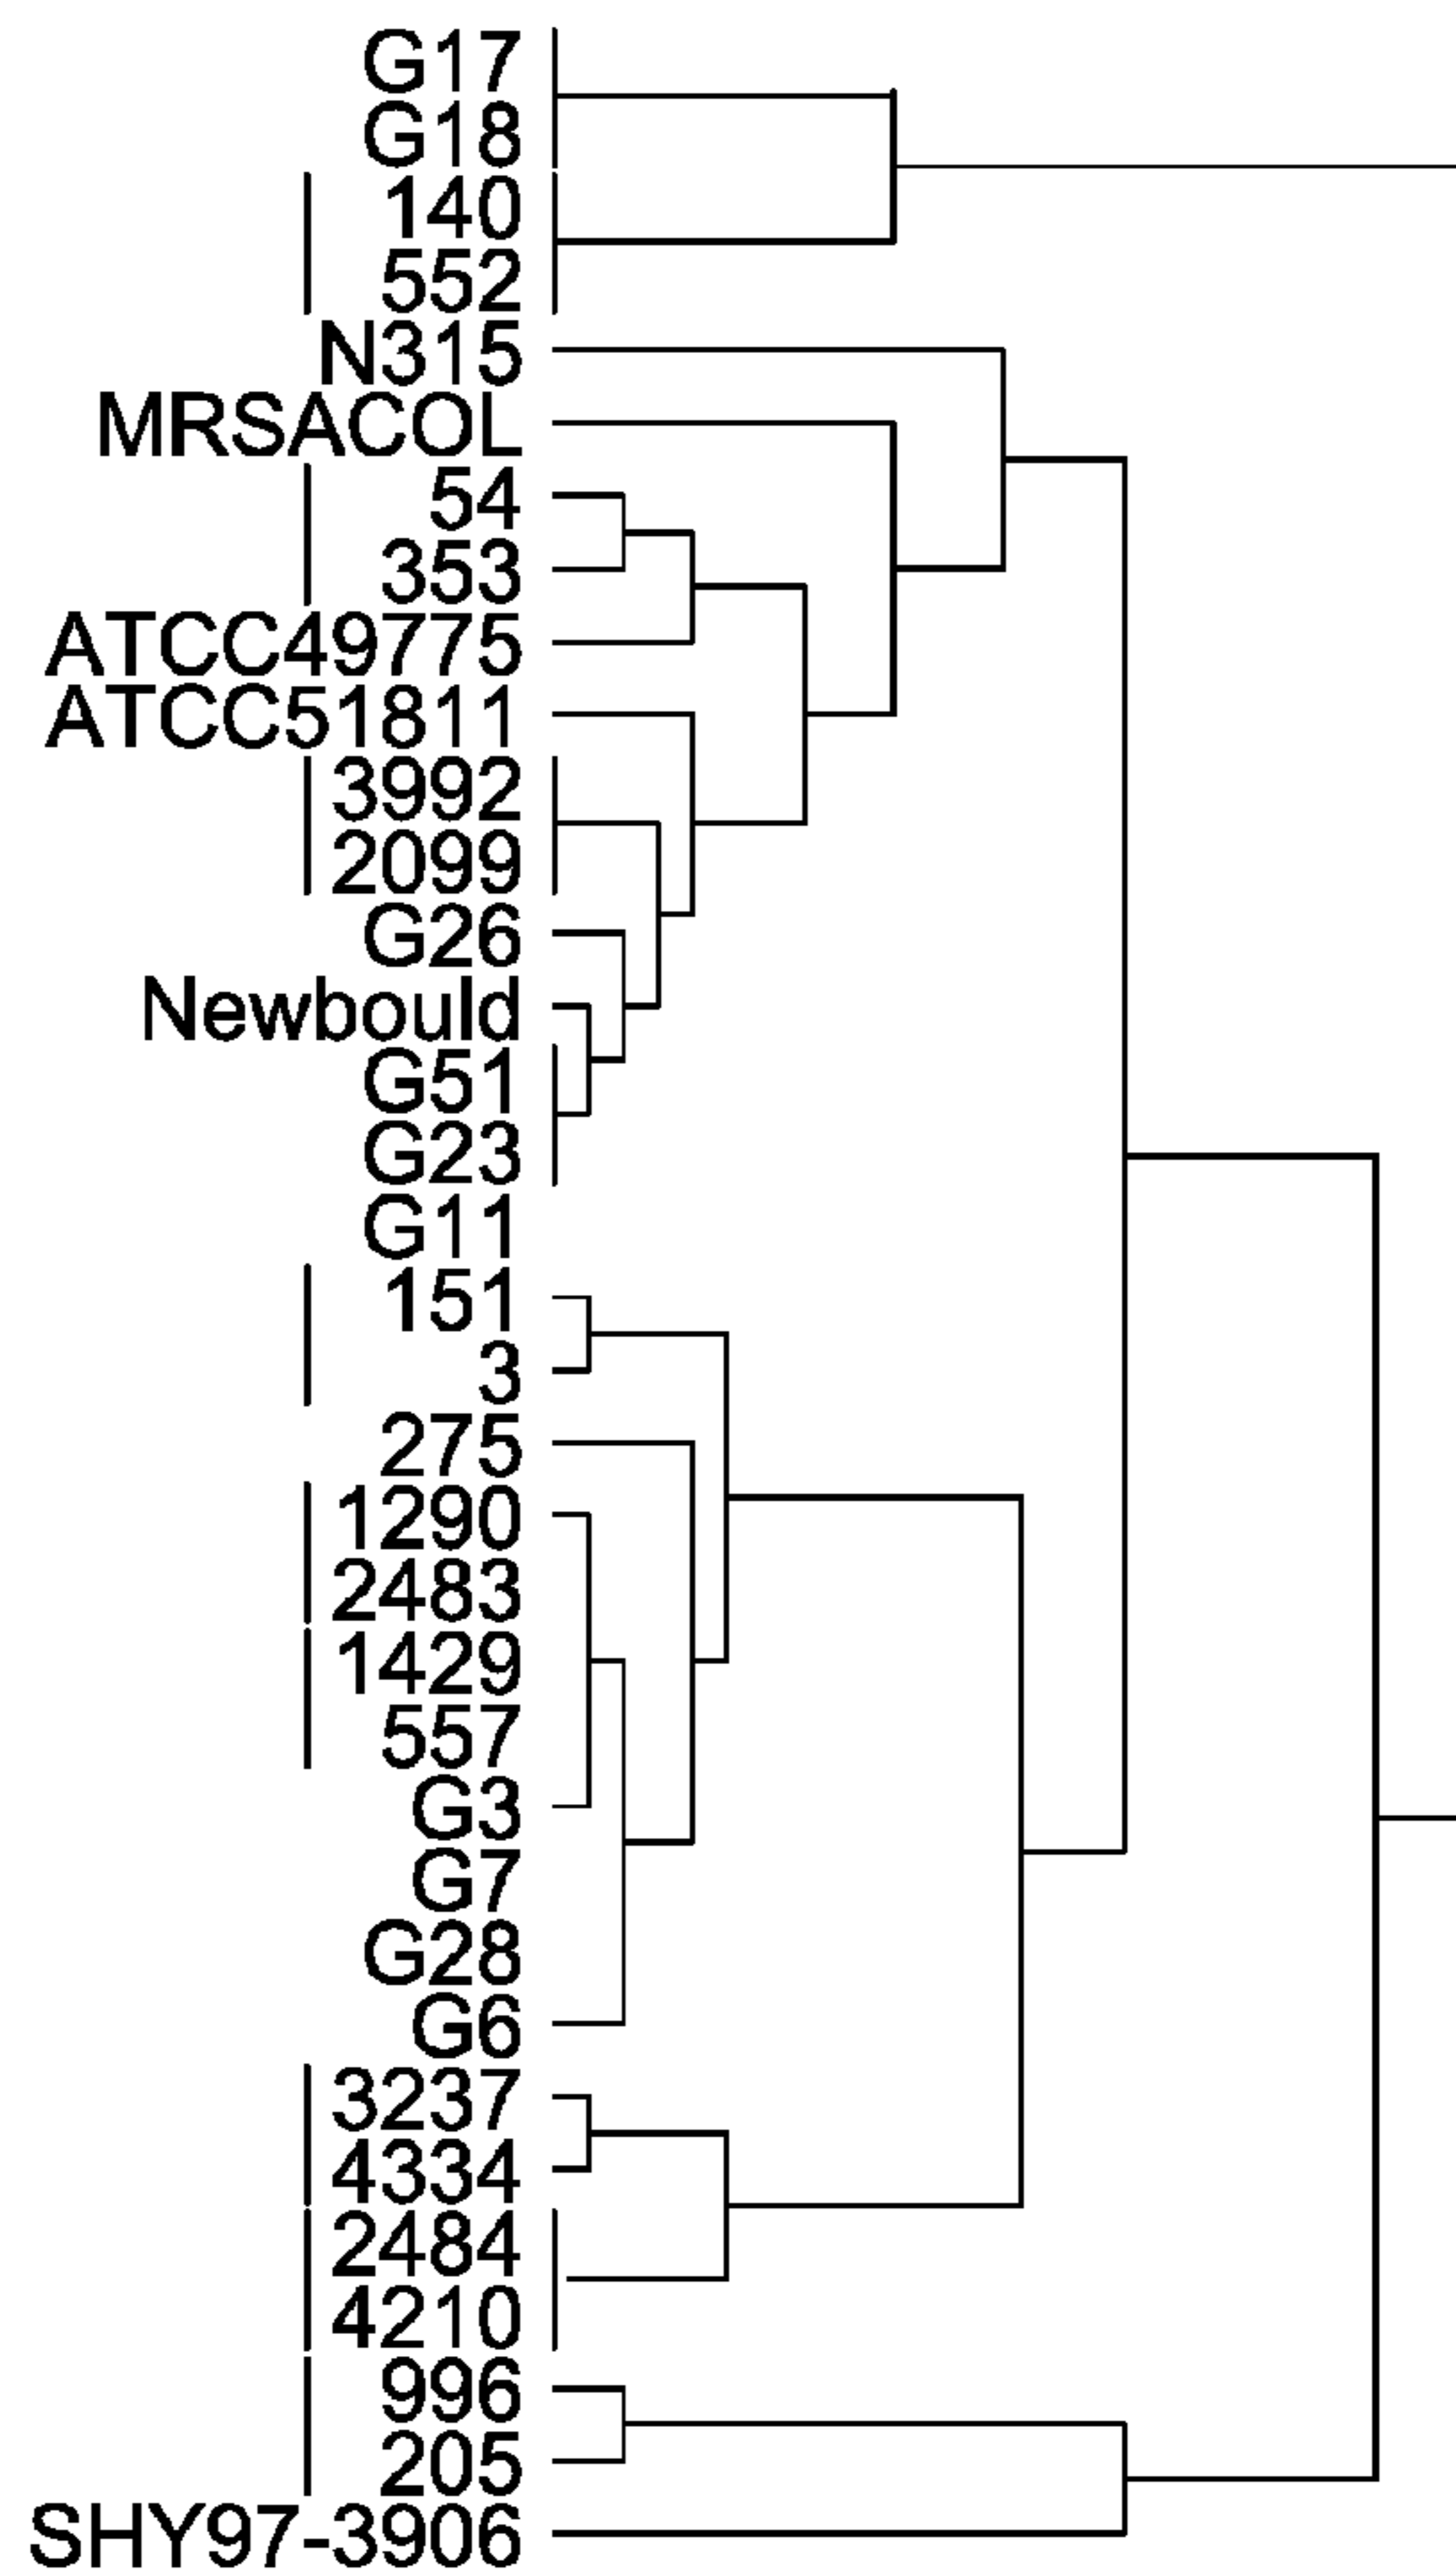 G17
G18
140
552
N315
MRSACOL
54
353
ATCC49775
ATCC51811
3992
2099
G26
Newbould
G51
G23
G11
151
3
275
1290
2483
1429
557
G3
G7
G28
G6
3237
4334
2484
4210
996
205
SHY97-3906